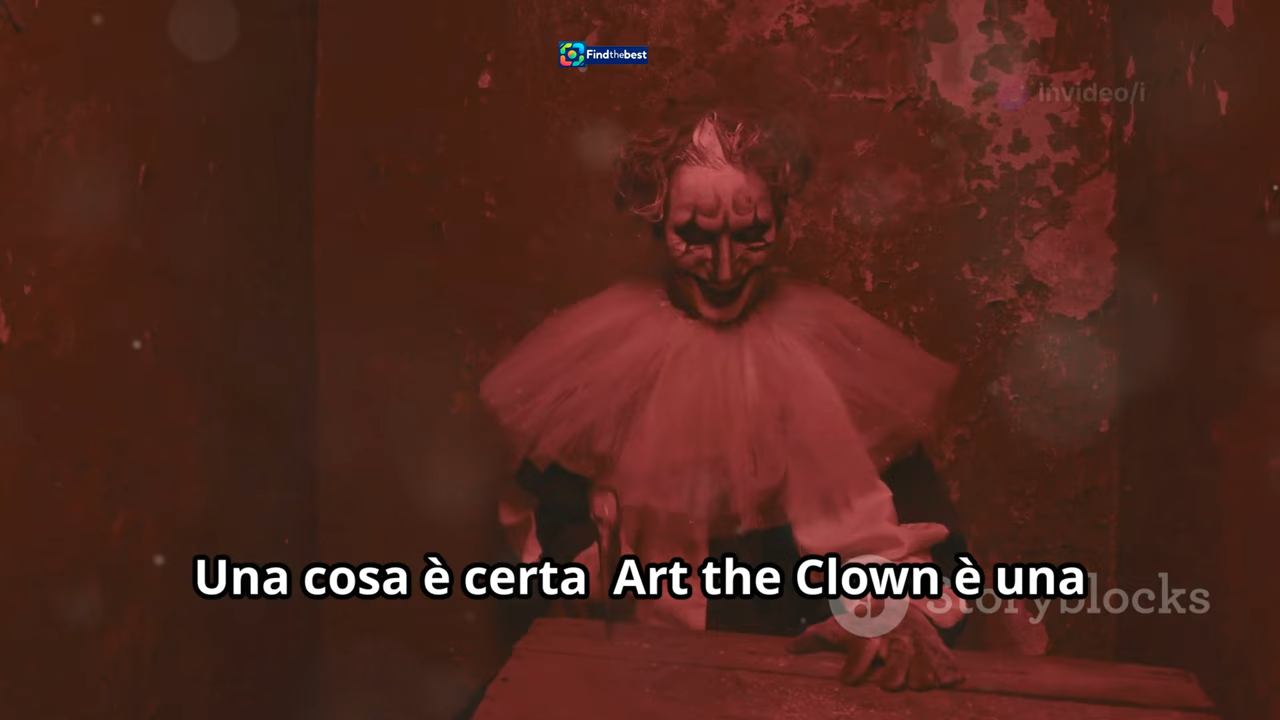 Findthebest
invideo/i
Una cosa è certa Art the Clown è una
Storyblocks